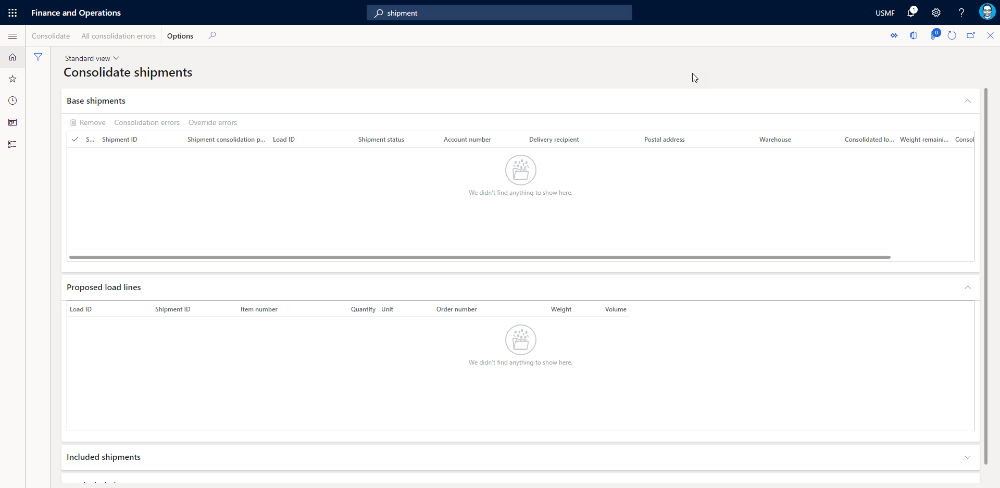 Finance and Operations
shipment
USMF
1
?
Consolidate
All consolidation errors
Options
0
Standard view
Consolidate shipments
Base shipments
Remove
Consolidation errors
Override errors
S... Shipment ID Shipment consolidation p... Load ID Shipment status Account number Delivery recipient Postal address Warehouse Consolidated lo... Weight remaini... Consol
We didn't find anything to show here.
Proposed load lines
Load ID Shipment ID Item number Quantity Unit Order number Weight Volume
We didn't find anything to show here.
Included shipments